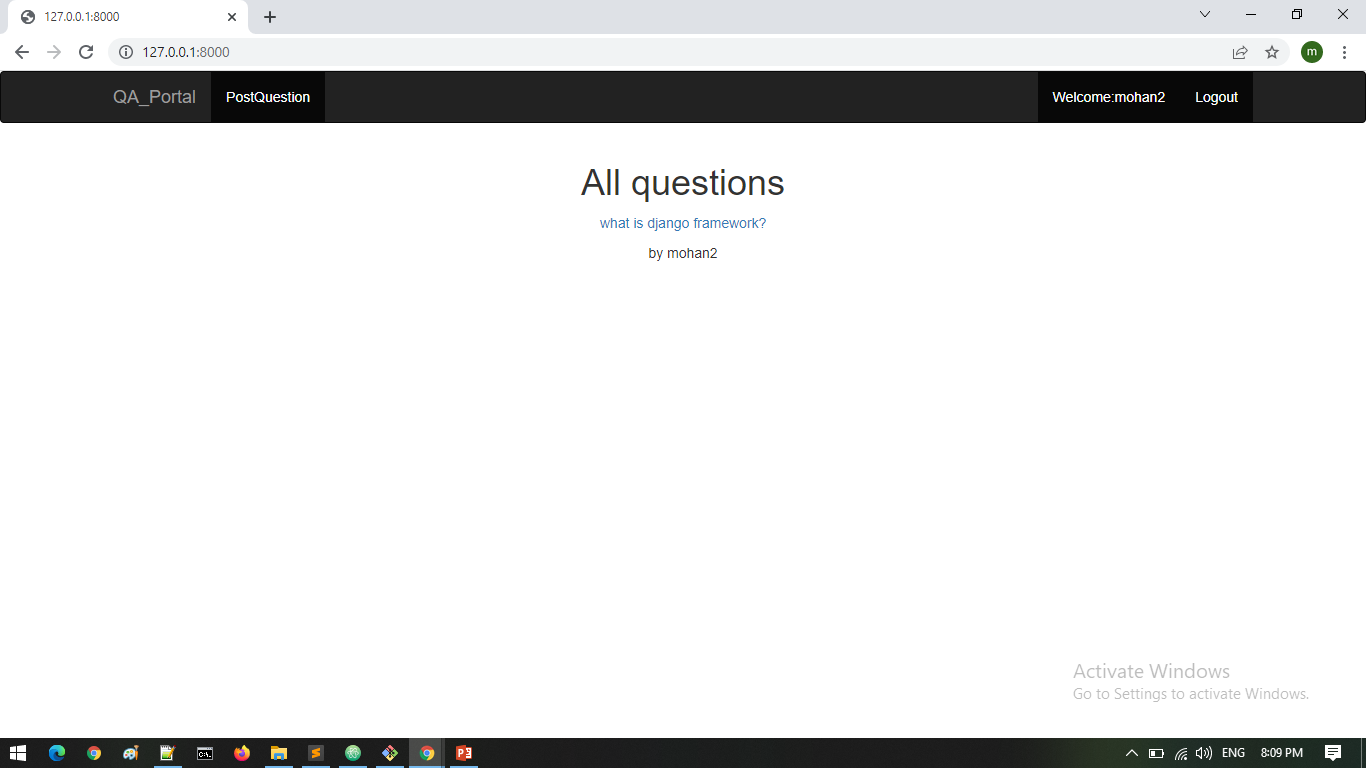 127.0.0.1:8000
127.0.0.1:8000
m
QA_Portal PostQuestion Welcome:mohan2 Logout
All questions
what is django framework?
by mohan2
Activate Windows
Go to Settings to activate Windows.
ENG 8:09 PM